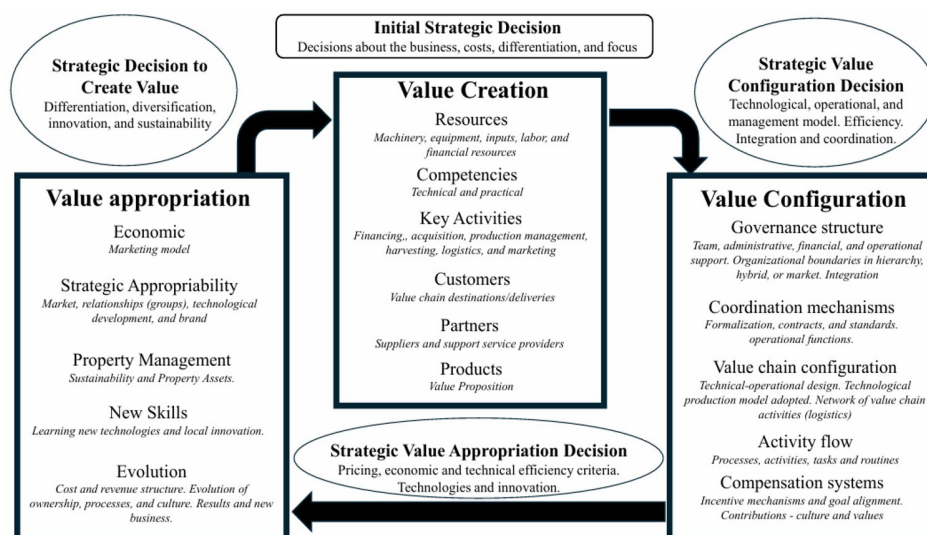 Initial Strategic Decision
Decisions about the business, costs, differentiation, and focus
Strategic Decision to
Create Value
Differentiation, diversification,
innovation, and sustainability
Strategic Value
Configuration Decision
Technological, operational, and
management model. Efficiency.
Integration and coordination.
Value Creation
Resources
Machinery, equipment, inputs, labor, and
financial resources
Competencies
Technical and practical
Key Activities
Financing,, acquisition, production management,
harvesting, logistics, and marketing
Customers
Value chain destinations/deliveries
Partners
Suppliers and support service providers
Products
Value Proposition
Value appropriation
Economic
Marketing model
Strategic Appropriability
Market, relationships (groups), technological
development, and brand
Property Management
Sustainability and Property Assets.
New Skills
Learning new technologies and local innovation.
Evolution
Cost and revenue structure. Evolution of
ownership, processes, and culture. Results and new
business.
Value Configuration
Governance structure
Team, administrative, financial, and operational
support. Organizational boundaries in hierarchy,
hybrid, or market. Integration
Coordination mechanisms
Formalization, contracts, and standards.
operational functions.
Value chain configuration
Technical-operational design. Technological
production model adopted. Network of value chain
activities (logistics)
Activity flow
Processes, activities, tasks and routines
Compensation systems
Incentive mechanisms and goal alignment.
Contributions - culture and values
Strategic Value Appropriation Decision
Pricing, economic and technical efficiency criteria.
Technologies and innovation.